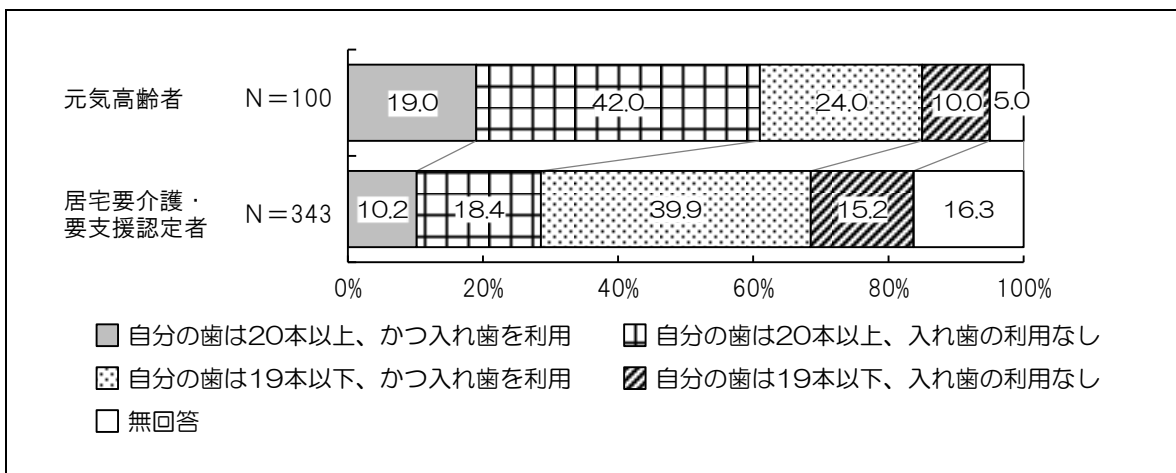 元気高齢者 N=100 19.0 42.0 24.0 10.0 5.0
居宅要介護・
要支援認定者 N=343 10.2 18.4 39.9 15.2 16.3
0% 20% 40% 60% 80% 100%
自分の歯は20本以上、かつ入れ歯を利用 自分の歯は20本以上、入れ歯の利用なし
自分の歯は19本以下、かつ入れ歯を利用 自分の歯は19本以下、入れ歯の利用なし
無回答